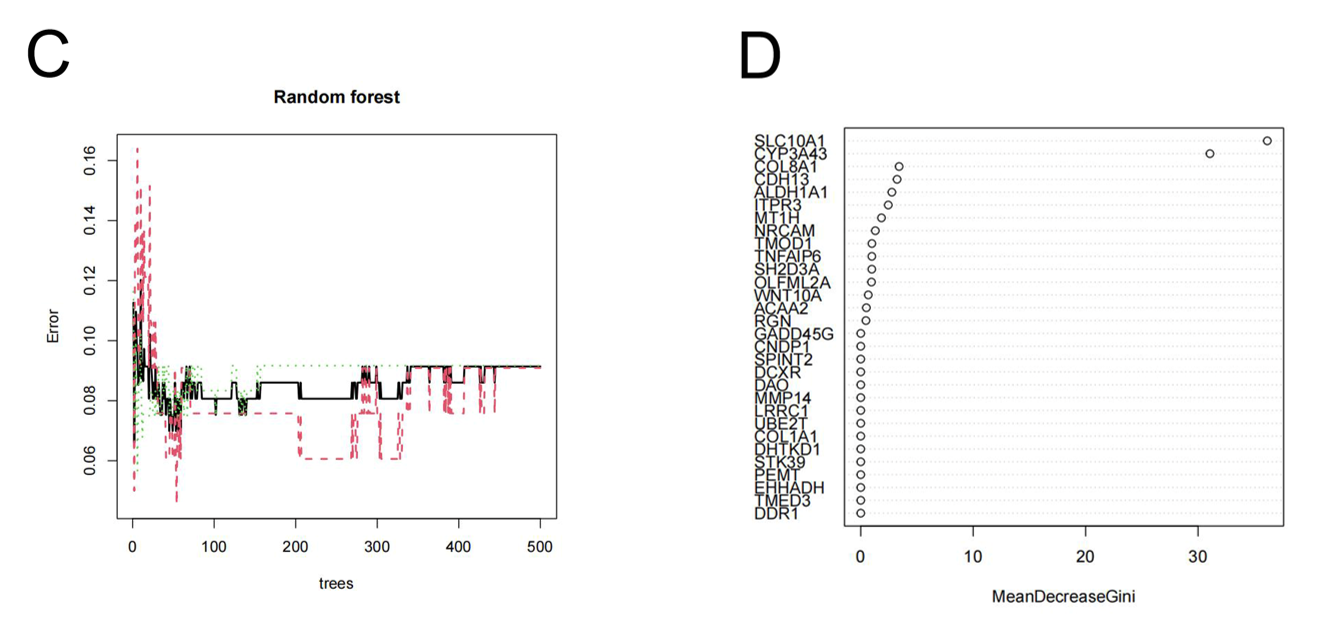 C
Random forest
Error
0.16
0.14
0.12
0.10
0.08
0.06
0 100 200 300 400 500
trees
D
SLC10A1
CYP3A43
COL8A1
CDH13
ALDH1A1
ITPR3
MT1H
NRCAM
TMOD1
TNFAIP6
SH2D3A
OLFML2A
WNT10A
ACAA2
RGN
GADD45G
CNDP1
SPINT2
DCXR
DAO
MMP14
LRRC1
UBE2T
COL1A1
DHTKD1
STK39
PEMT
EHHADH
TMED3
DDR1
0 10 20 30
MeanDecreaseGini